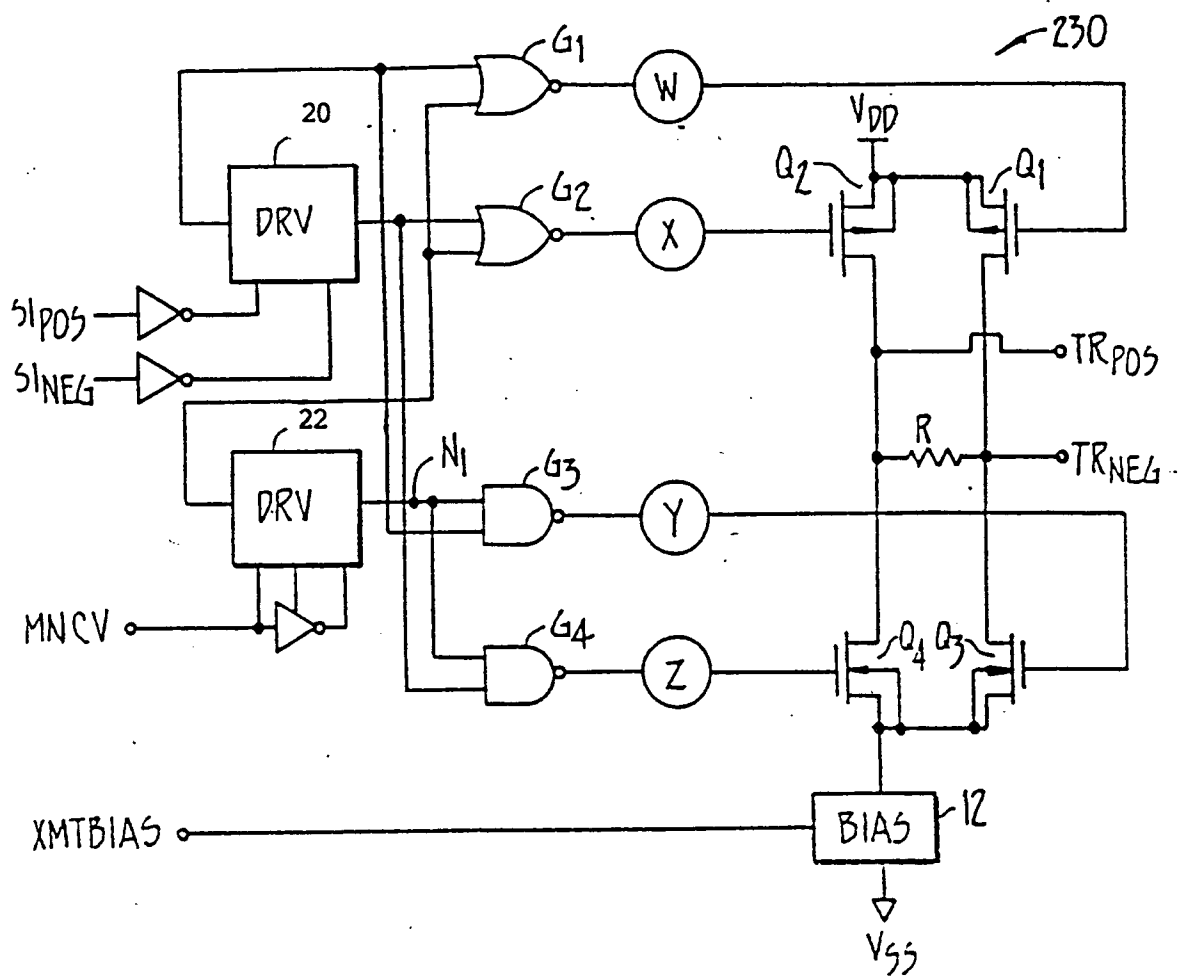 230
G1
W
VDD
20
Q2
Q1
DRV
G2
X
SIPOS
TRPOS
SINEG
22
R
N1
G3
TRNEG
DRV
Y
MNCV
G4
Q4
Q3
Z
XMTBIAS
BIAS
12
VSS